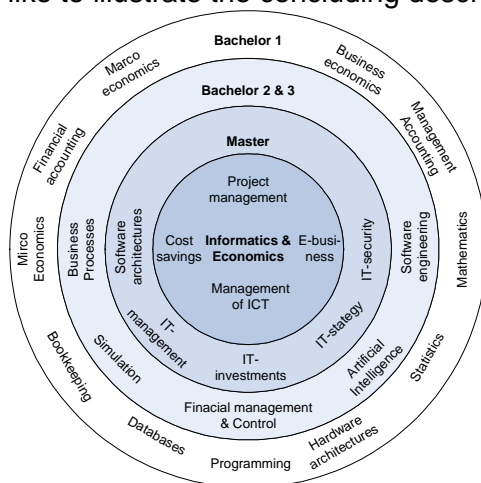 like to illustrate the concluding
Bachelor 1
Marco
economics
Business
economics
Financial
accounting
Management
Accounting
Mirco
Economics
Mathematics
Bookkeeping
Statistics
Databases
Hardware
architectures
Programming
Bachelor 2 & 3
Business
Processes
Software
engineering
Simulation
Artificial
Intelligence
Finacial management
& Control
Master
Software
architectures
IT-security
IT-
management
IT-stategy
IT-
investments
Project
management
Cost
savings
Informatics &
Economics
E-busi-
ness
Management
of ICT